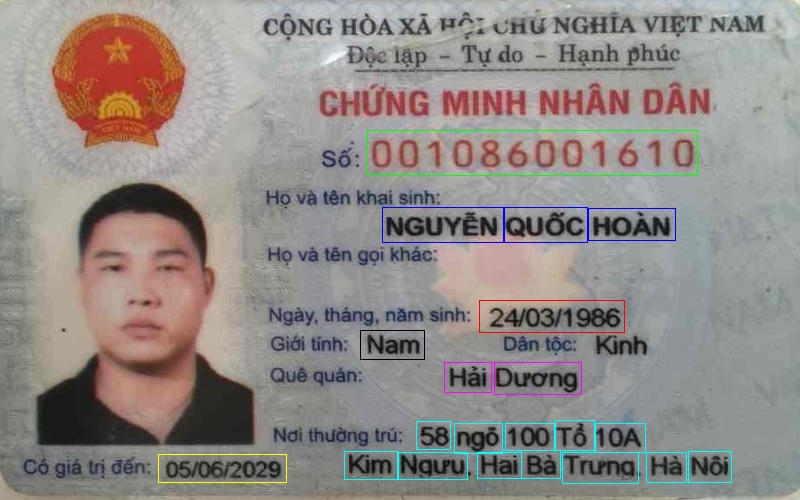 CỘNG HÒA XÃ HỘI CHỦ NGHĨA VIỆT NAM
Độc lập - Tự do - Hạnh phúc
CHỨNG MINH NHÂN DÂN
Số: 001086001610
Họ và tên khai sinh:
NGUYỄN QUỐC HOÀN
Họ và tên gọi khác:
Ngày, tháng, năm sinh: 24/03/1986
Giới tính: Nam Dân tộc: Kinh
Quê quán: Hải Dương
Nơi thường trú: 58 ngõ 100 Tổ 10A
Kim Ngưu, Hai Bà Trưng, Hà Nôi
Có giá trị đến: 05/06/2029
VIỆT NAM